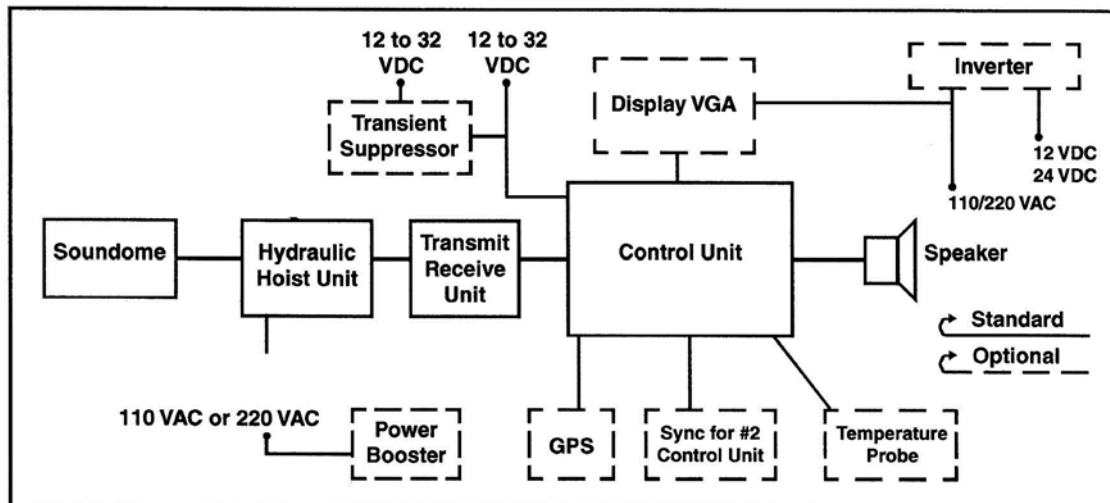 12 to 32
VDC
12 to 32
VDC
Transient
Suppressor
Display VGA
Inverter
12 VDC
24 VDC
110/220 VAC
Soundome
Hydraulic
Hoist Unit
Transmit
Receive
Unit
Control Unit
Speaker
Standard
Optional
110 VAC or 220 VAC
Power
Booster
GPS
Sync for #2
Control Unit
Temperature
Probe